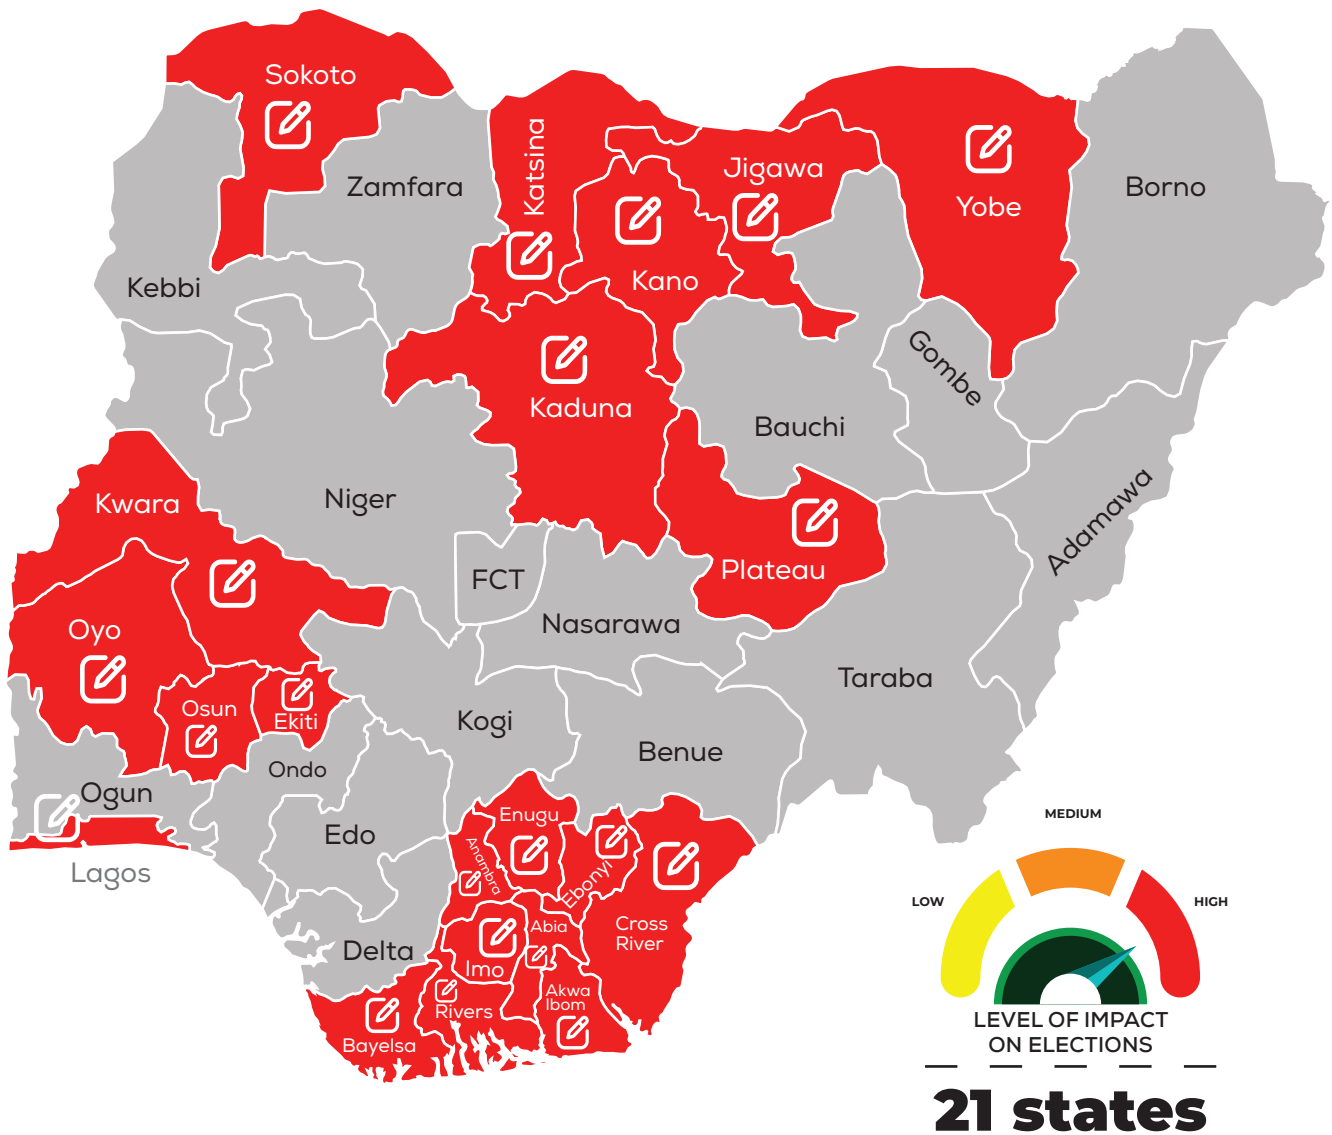 Sokoto
Katsina
Jigawa
Zamfara
Yobe
Borno
Kebbi
Kano
Gombe
Kaduna
Bauchi
Kwara
Niger
Adamawa
FCT
Plateau
Nasarawa
Oyo
Taraba
Osun
Ekiti
Kogi
Benue
Ondo
Ogun
Edo
Enugu
Lagos
Anambra
Ebonyi
Cross
River
Abia
Delta
Imo
Akwa
Ibom
Rivers
Bayelsa
MEDIUM
LOW
HIGH
LEVEL OF IMPACT
ON ELECTIONS
21 states